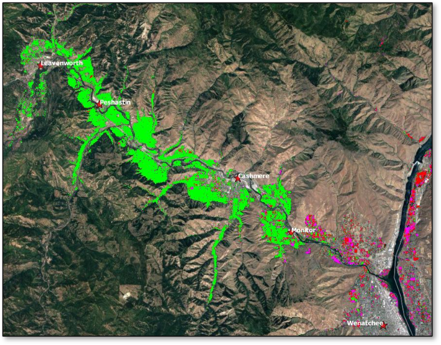 Leavenworth
Peshastin
Cashmere
Monitor
Wenatchee